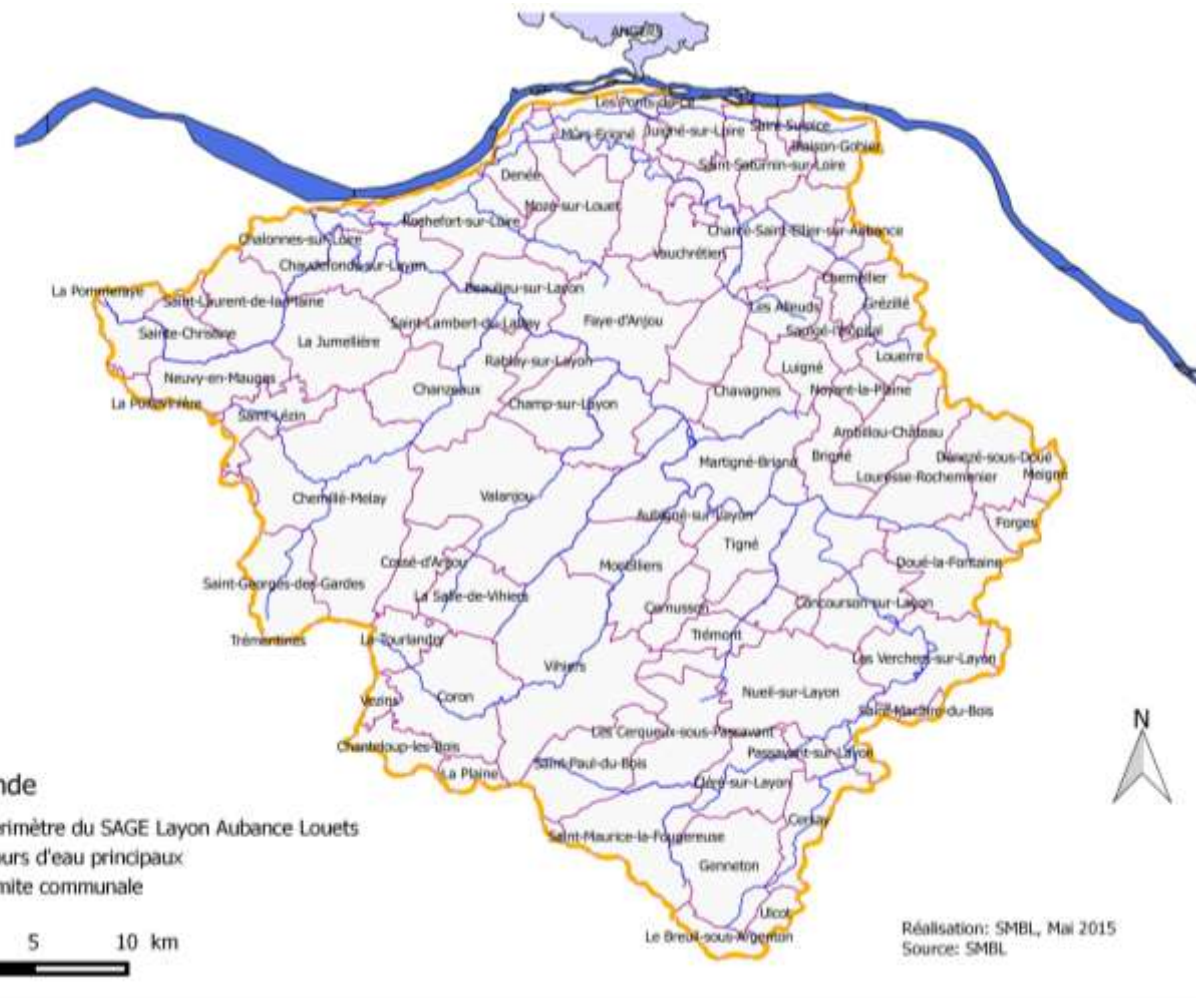 ANGERS
Les Ponts-de-Cé
Mûrs-Erigné
Juigné-sur-Loire
Saint-Sulpice
Blaison-Gohier
Saint-Saturnin-sur-Loire
Denée
Mozé-sur-Louet
Rochefort-sur-Loire
Charcé-Saint-Ellier-sur-Aubance
Chalonnes-sur-Loire
Vauchrétien
Chaudefonds-sur-Layon
Chemellier
La Pommeraye
Beaulieu-sur-Layon
Saint-Laurent-de-la-Plaine
Grézillé
Les Alleuds
Saint-Lambert-du-Lattay
Faye-d'Anjou
Sainte-Christine
Saulgé-l'Hôpital
La Jumellière
Louerre
Rablay-sur-Layon
Luigné
Neuvy-en-Mauges
Chanzeaux
Chavagnes
Noyant-la-Plaine
La Poitevinière
Champ-sur-Layon
Saint-Lézin
Ambillou-Château
Brigné
Dénezé-sous-Doué
Martigné-Briand
Louresse-Rochemenier
Meigné
Chemillé-Melay
Valanjou
Aubigné-sur-Layon
Forges
Tigné
Cossé-d'Anjou
Montilliers
Doué-la-Fontaine
Saint-Georges-des-Gardes
La Salle-de-Vihiers
Cernusson
Concourson-sur-Layon
Trémentines
La Tourlandry
Trémont
Les Verchers-sur-Layon
Vihiers
Nueil-sur-Layon
Vezins
Coron
Saint-Macaire-du-Bois
Les Cerqueux-sous-Passavant
Chanteloup-les-Bois
Passavant-sur-Layon
Saint-Paul-du-Bois
La Plaine
Cléré-sur-Layon
Cersay
Saint-Maurice-la-Fougereuse
Genneton
Ulcot
Le Breuil-sous-Argenton
N
nde
rimètre du SAGE Layon Aubance Louets
urs d'eau principaux
mite communale
5 10 km
Réalisation: SMBL, Mai 2015
Source: SMBL